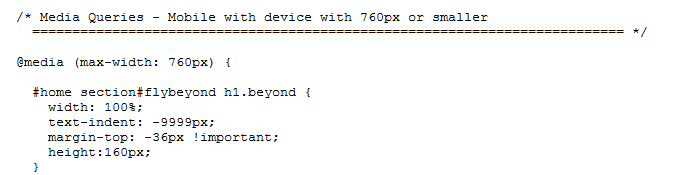 /* Media Queries - Mobile with device with 760px or smaller
========================================================================== */
@media (max-width: 760px) {
#home section#flybeyond h1.beyond {
width: 100%;
text-indent: -9999px;
margin-top: -36px !important;
height:160px;
}